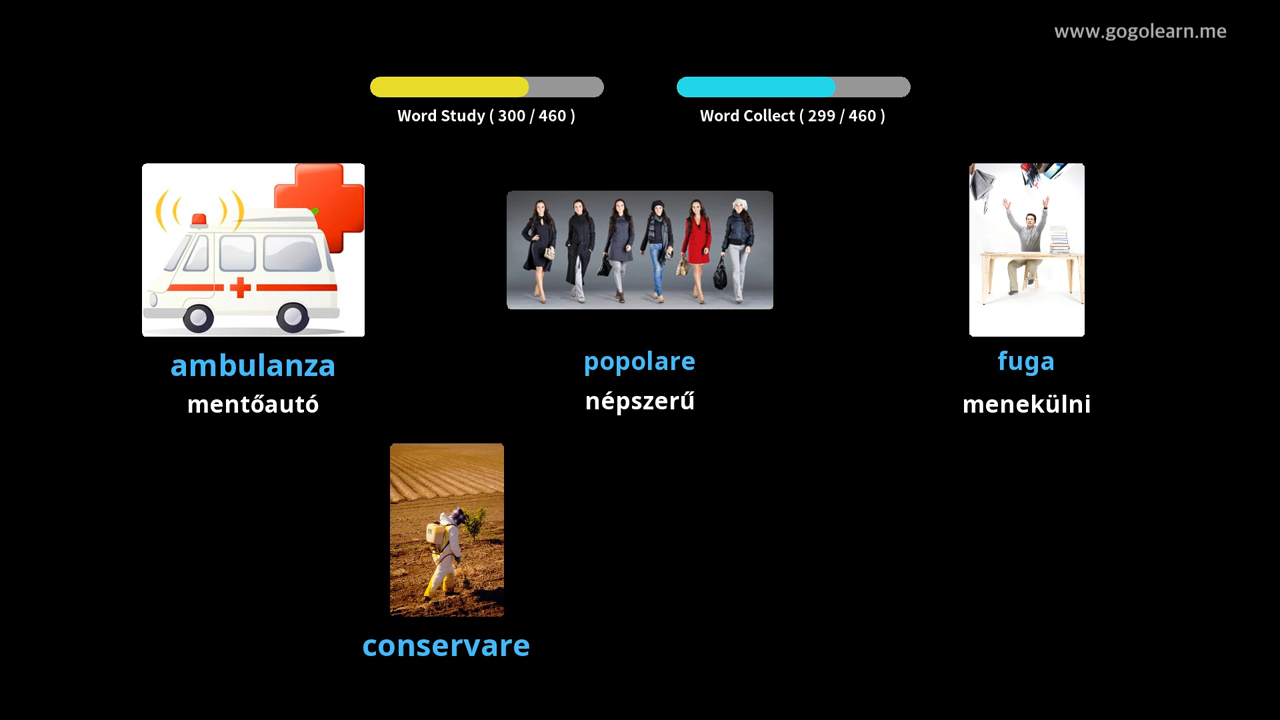 www.gogolearn.me
Word Study ( 300 / 460 )
Word Collect ( 299 / 460 )
ambulanza
mentőautó
popolare
népszerű
fuga
menekülni
conservare